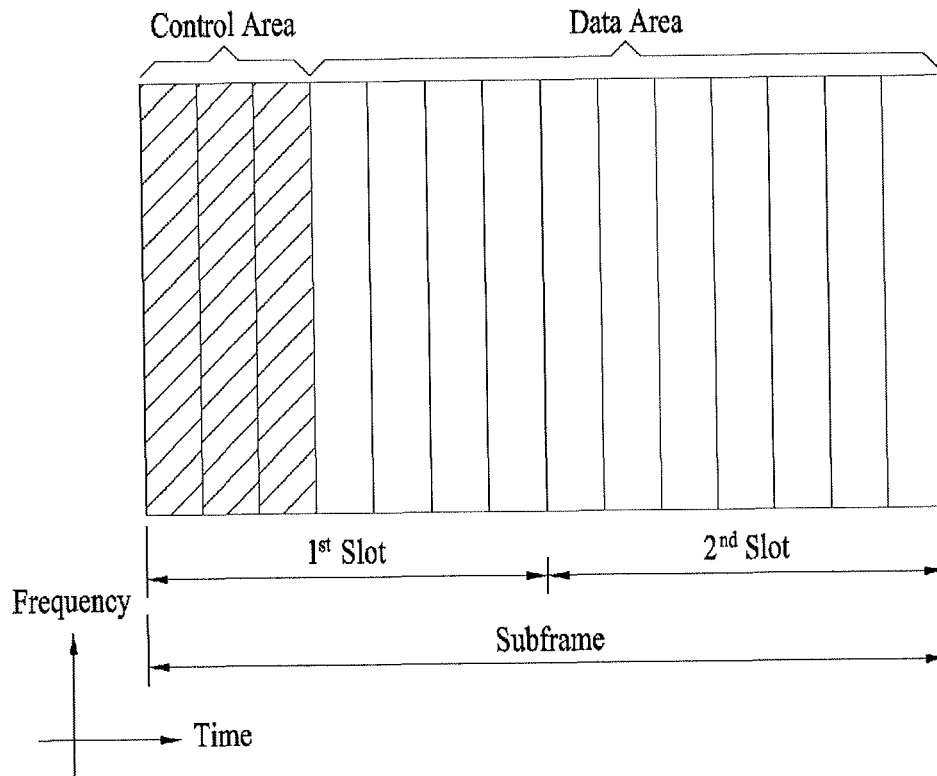 Control Area
Data Area
1st Slot
2nd Slot
Frequency
Subframe
Time